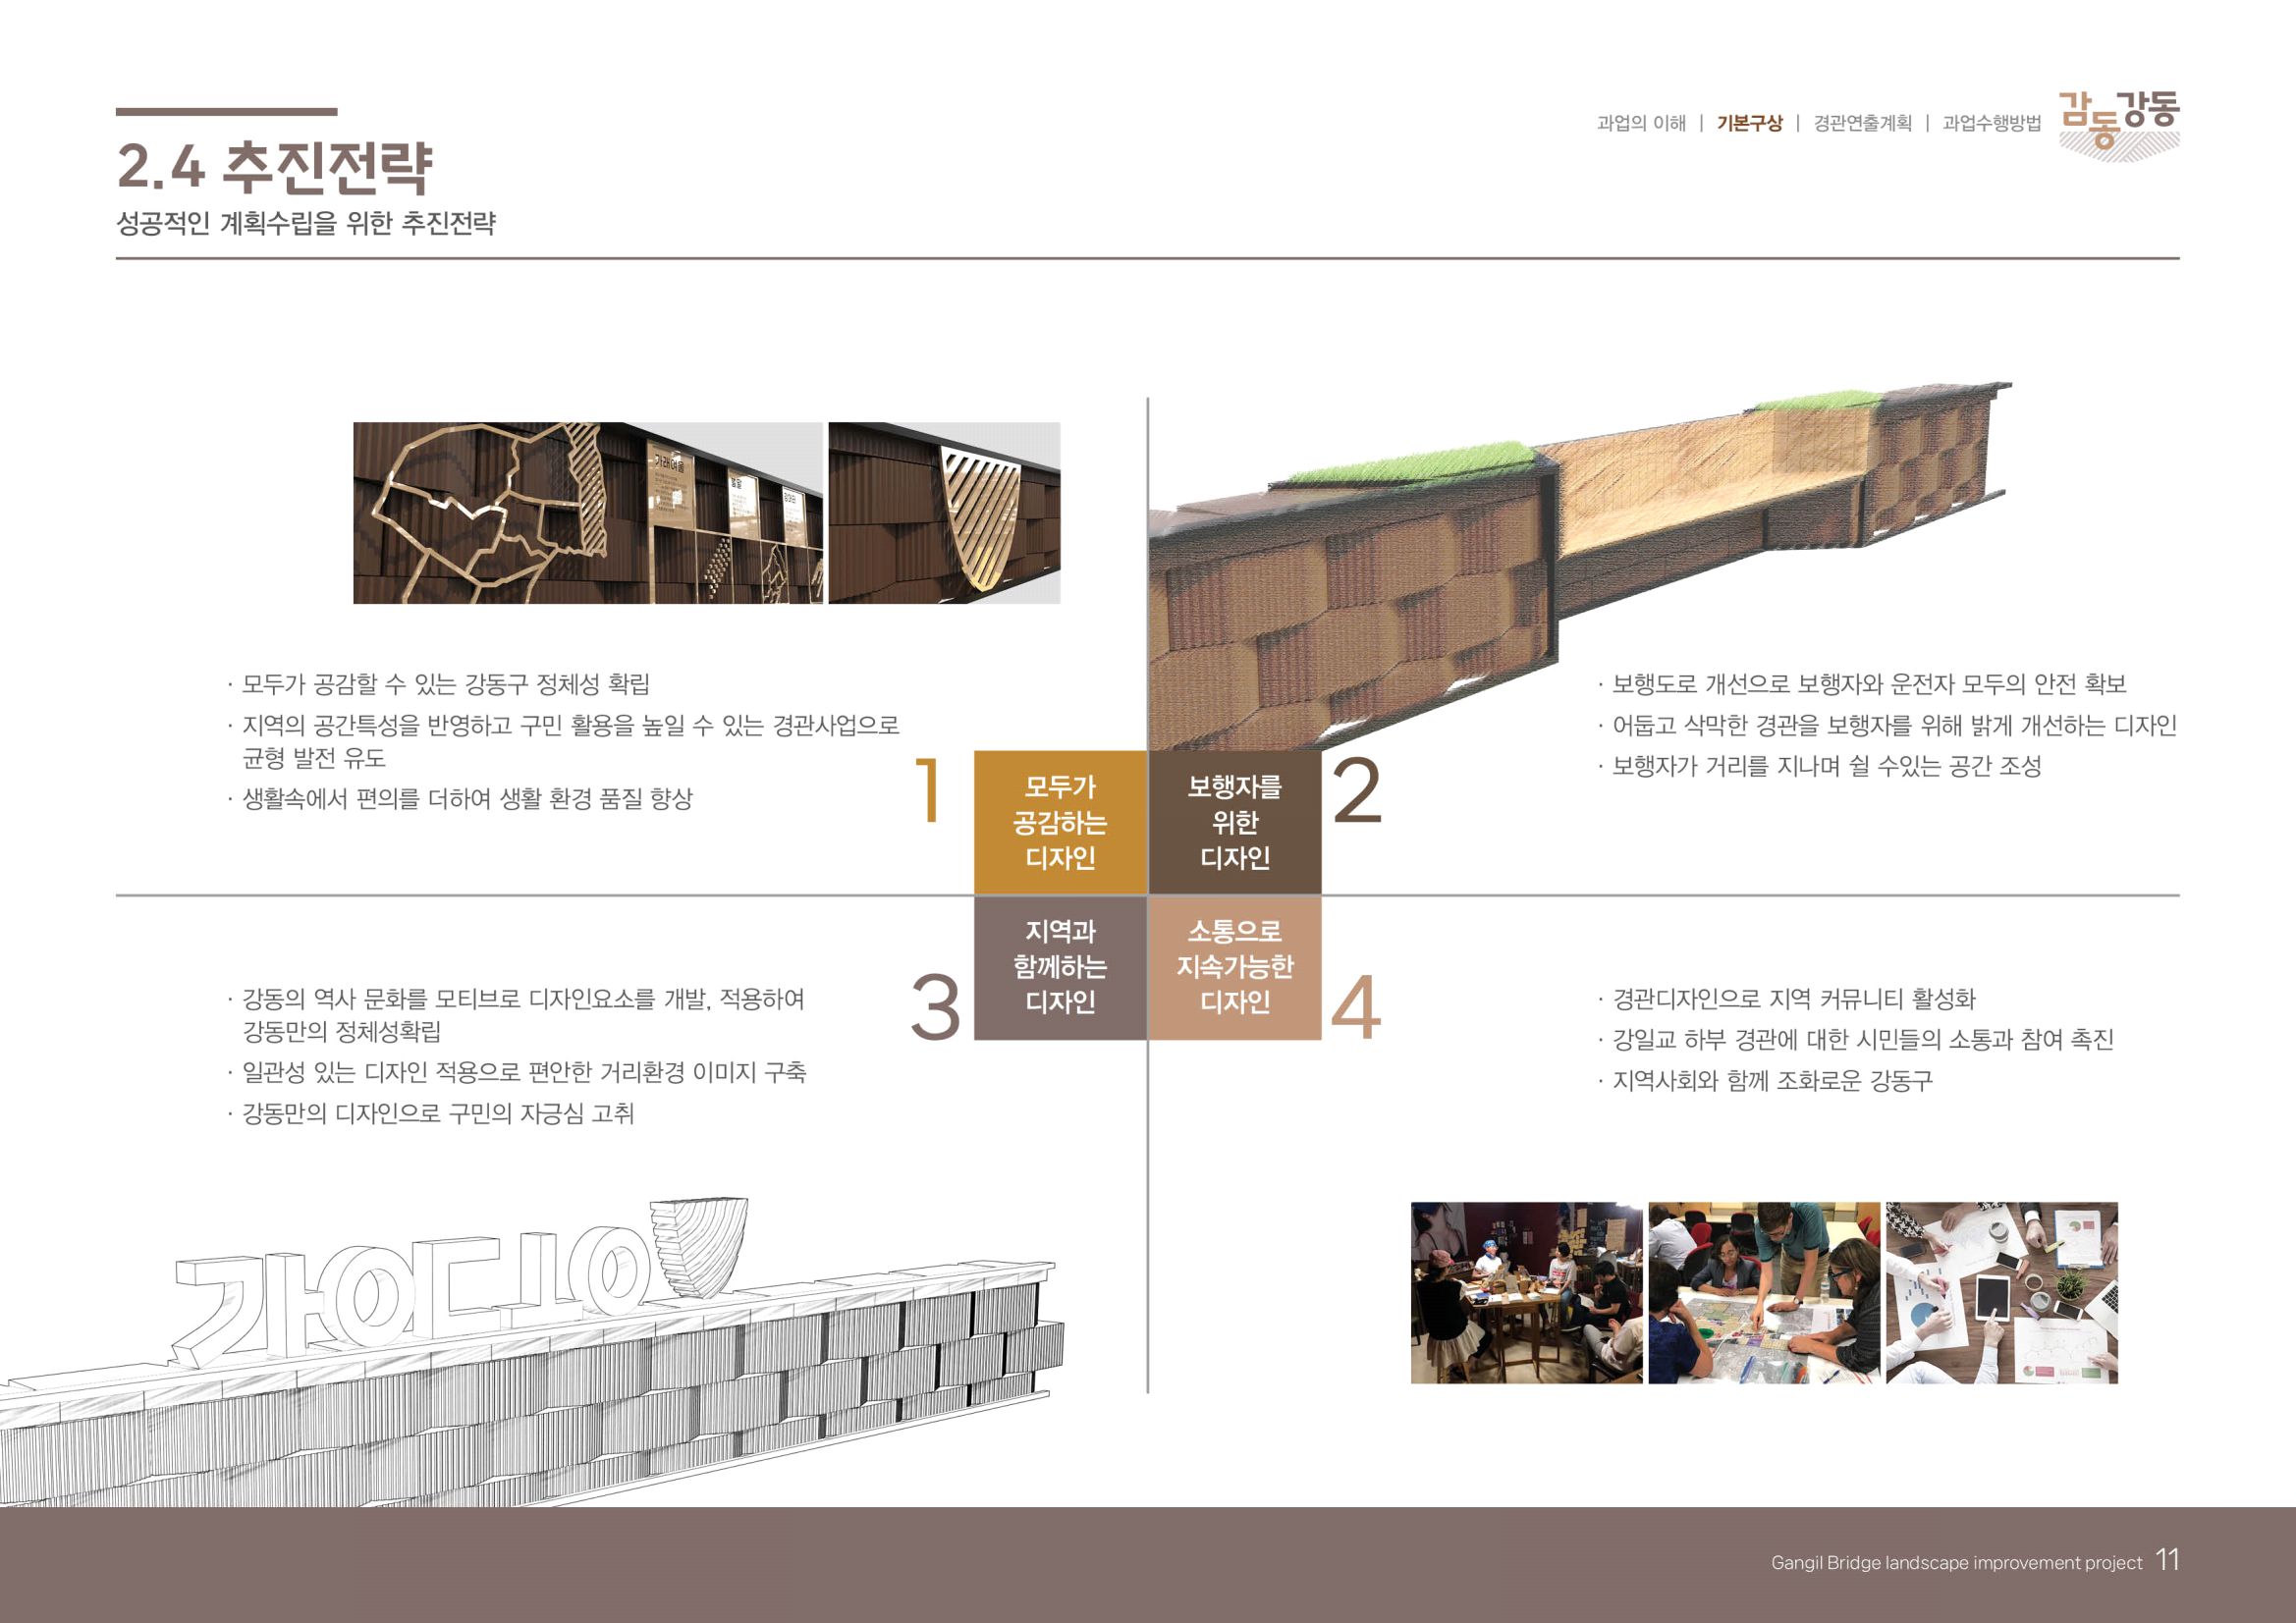 2.4 추진전략
성공적인 계획수립을 위한 추진전략
과업의 이해 | 기본구상 | 경관연출계획 | 과업수행방법
감동강동
가래여울
· 모두가 공감할 수 있는 강동구 정체성 확립
· 지역의 공간특성을 반영하고 구민 활용을 높일 수 있는 경관사업으로
균형 발전 유도
· 생활속에서 편의를 더하여 생활 환경 품질 향상
1
모두가
공감하는
디자인
보행자를
위한
디자인
2
· 보행도로 개선으로 보행자와 운전자 모두의 안전 확보
· 어둡고 삭막한 경관을 보행자를 위해 밝게 개선하는 디자인
· 보행자가 거리를 지나며 쉴 수있는 공간 조성
· 강동의 역사 문화를 모티브로 디자인요소를 개발, 적용하여
강동만의 정체성확립
· 일관성 있는 디자인 적용으로 편안한 거리환경 이미지 구축
· 강동만의 디자인으로 구민의 자긍심 고취
3
지역과
함께하는
디자인
소통으로
지속가능한
디자인
4
· 경관디자인으로 지역 커뮤니티 활성화
· 강일교 하부 경관에 대한 시민들의 소통과 참여 촉진
· 지역사회와 함께 조화로운 강동구
Gangil Bridge landscape improvement project 11